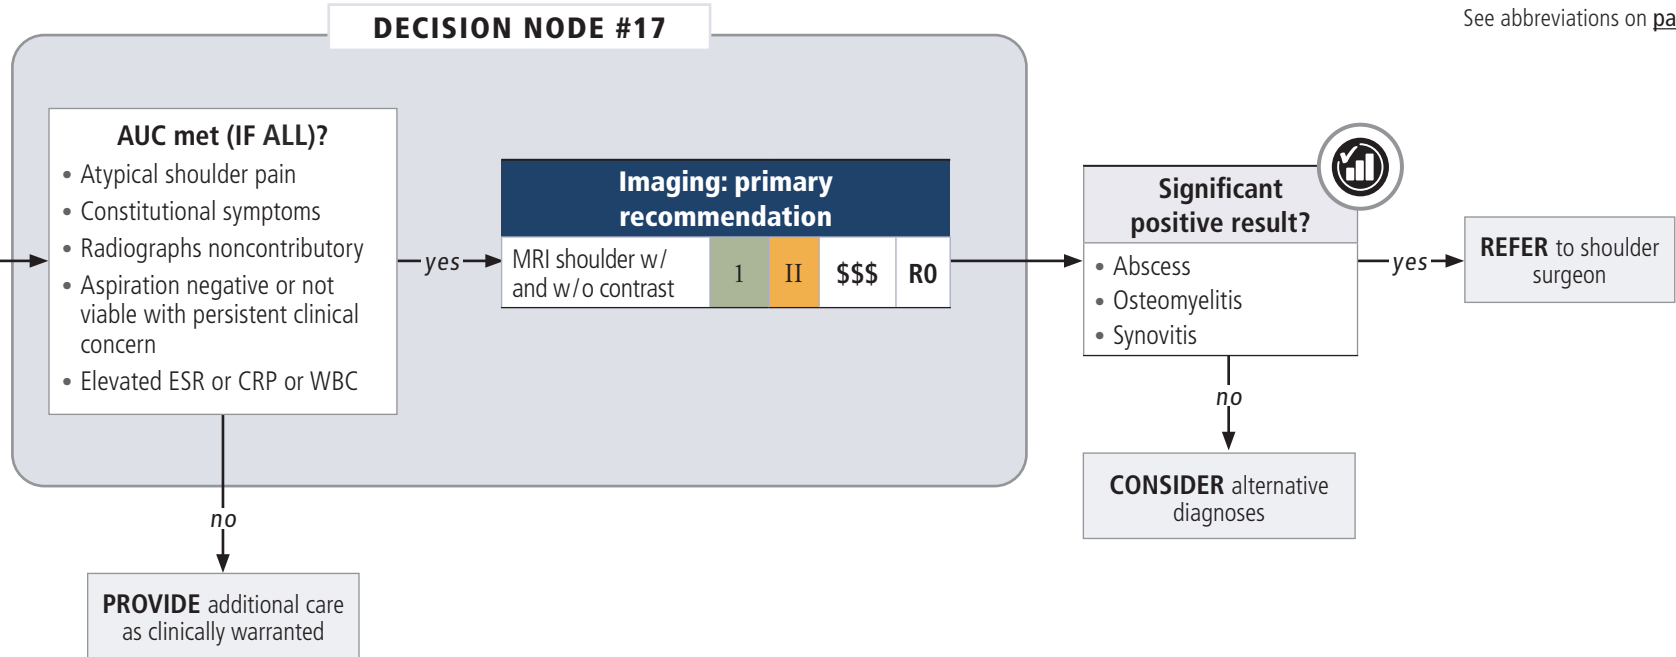 DECISION NODE #17
See abbreviations on pa
AUC met (IF ALL)?
• Atypical shoulder pain
• Constitutional symptoms
• Radiographs noncontributory
• Aspiration negative or not
viable with persistent clinical
concern
• Elevated ESR or CRP or WBC
yes
Imaging: primary
recommendation
MRI shoulder w/
and w/o contrast
1 II $$$ R0
Significant
positive result?
• Abscess
• Osteomyelitis
• Synovitis
yes
REFER to shoulder
surgeon
no
CONSIDER alternative
diagnoses
no
PROVIDE additional care
as clinically warranted